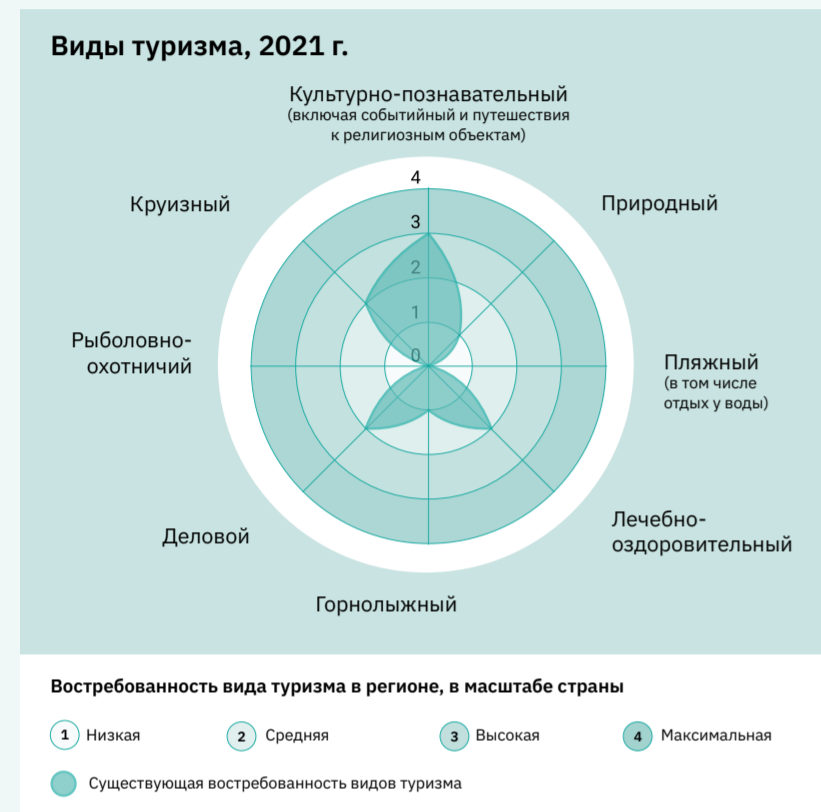 Виды туризма, 2021 г.
Культурно-познавательный
(включая событийный и путешествия
к религиозным объектам)
Круизный
Природный
4
3
2
1
0
Рыболовно-
охотничий
Пляжный
(в том числе
отдых у воды)
Деловой
Лечебно-
оздоровительный
Горнолыжный
Востребованность вида туризма в регионе, в масштабе страны
1 Низкая
2 Средняя
3 Высокая
4 Максимальная
Существующая востребованность видов туризма